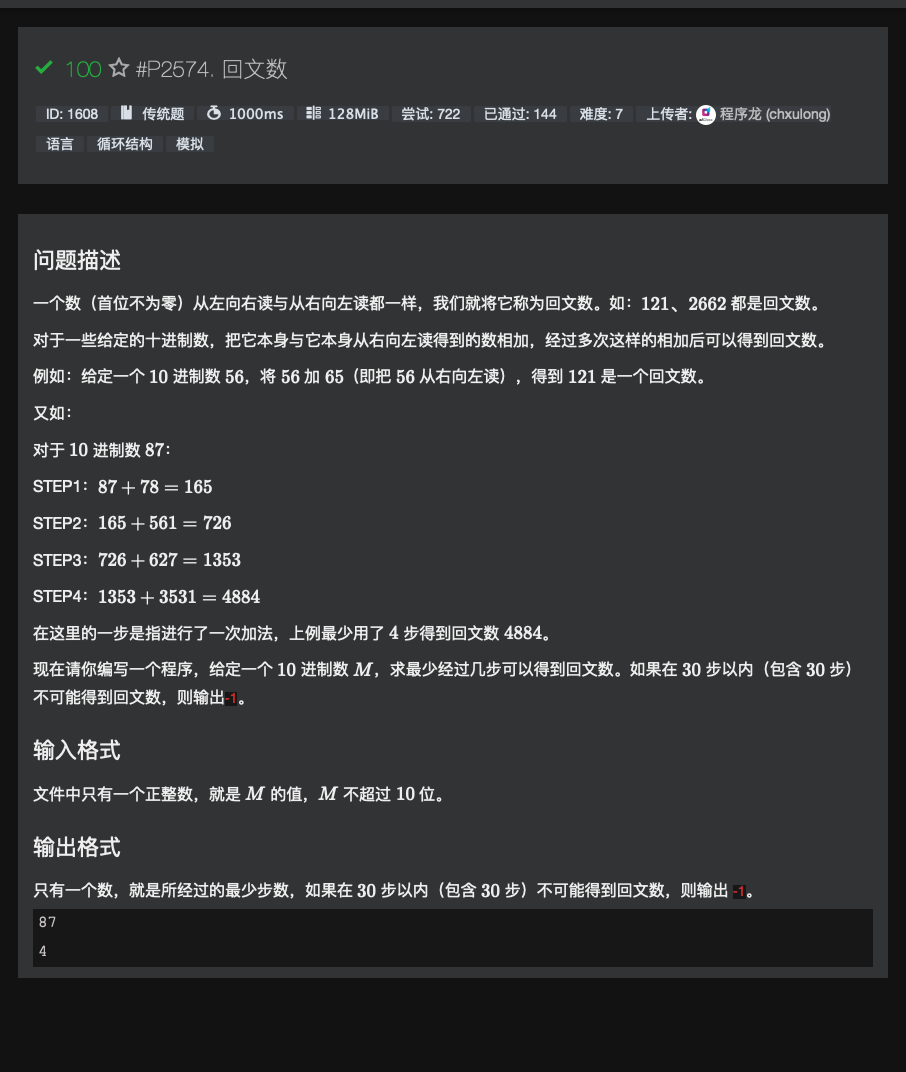 100 ☆ #P2574. 回文数
ID: 1608 传统题 1000ms 128MiB 尝试: 722 已通过: 144 难度: 7 上传者: 程序龙 (chxulong)
语言 循环结构 模拟
问题描述
一个数（首位不为零）从左向右读与从右向左读都一样，我们就将它称为回文数。如：121、2662 都是回文数。
对于一些给定的十进制数，把它本身与它本身从右向左读得到的数相加，经过多次这样的相加后可以得到回文数。
例如：给定一个 10 进制数 56，将 56 加 65（即把 56 从右向左读），得到 121 是一个回文数。
又如：
对于 10 进制数 87：
STEP1：87 + 78 = 165
STEP2：165 + 561 = 726
STEP3：726 + 627 = 1353
STEP4：1353 + 3531 = 4884
在这里的一步是指进行了一次加法，上例最少用了 4 步得到回文数 4884。
现在请你编写一个程序，给定一个 10 进制数 M，求最少经过几步可以得到回文数。如果在 30 步以内（包含 30 步）
不可能得到回文数，则输出-1。
输入格式
文件中只有一个正整数，就是 M 的值，M 不超过 10 位。
输出格式
只有一个数，就是所经过的最少步数，如果在 30 步以内（包含 30 步）不可能得到回文数，则输出 -1。
87
4